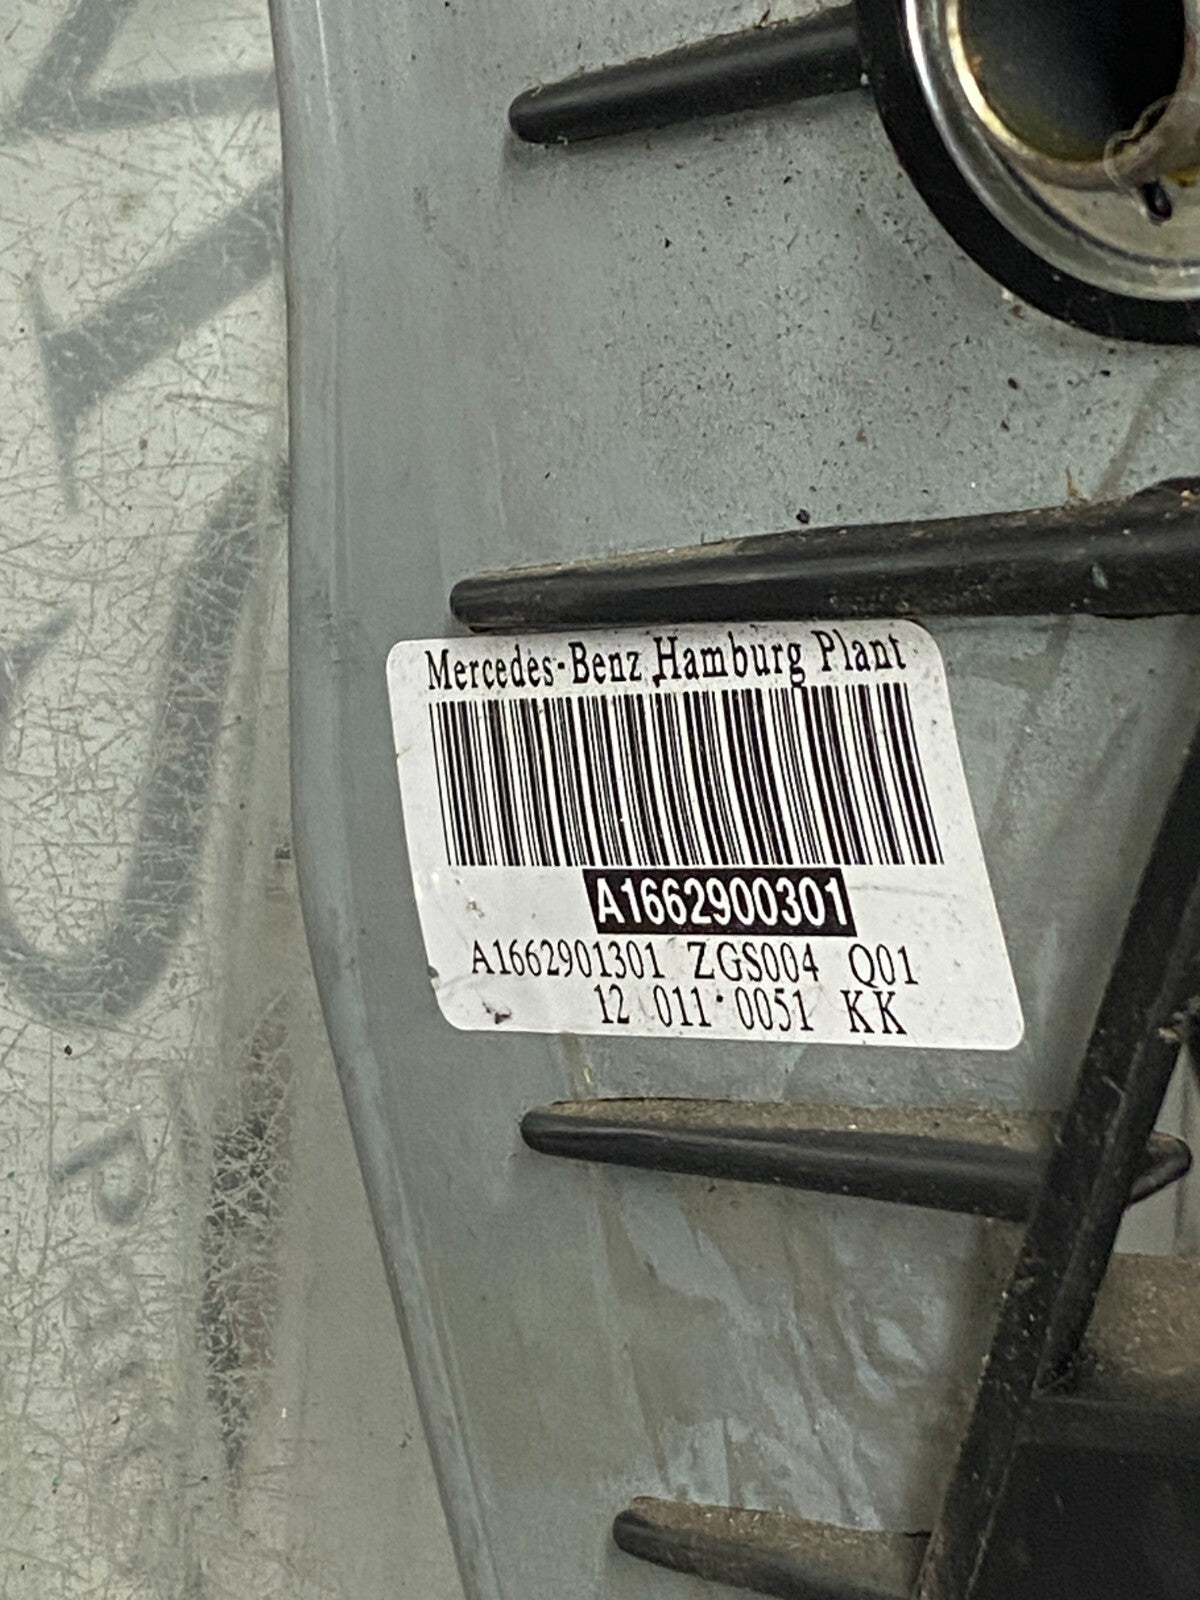 Mercedes-Benz Hamburg Plant
A1662900301
A1662901301 ZGS004 Q01
12 011 0051 KK